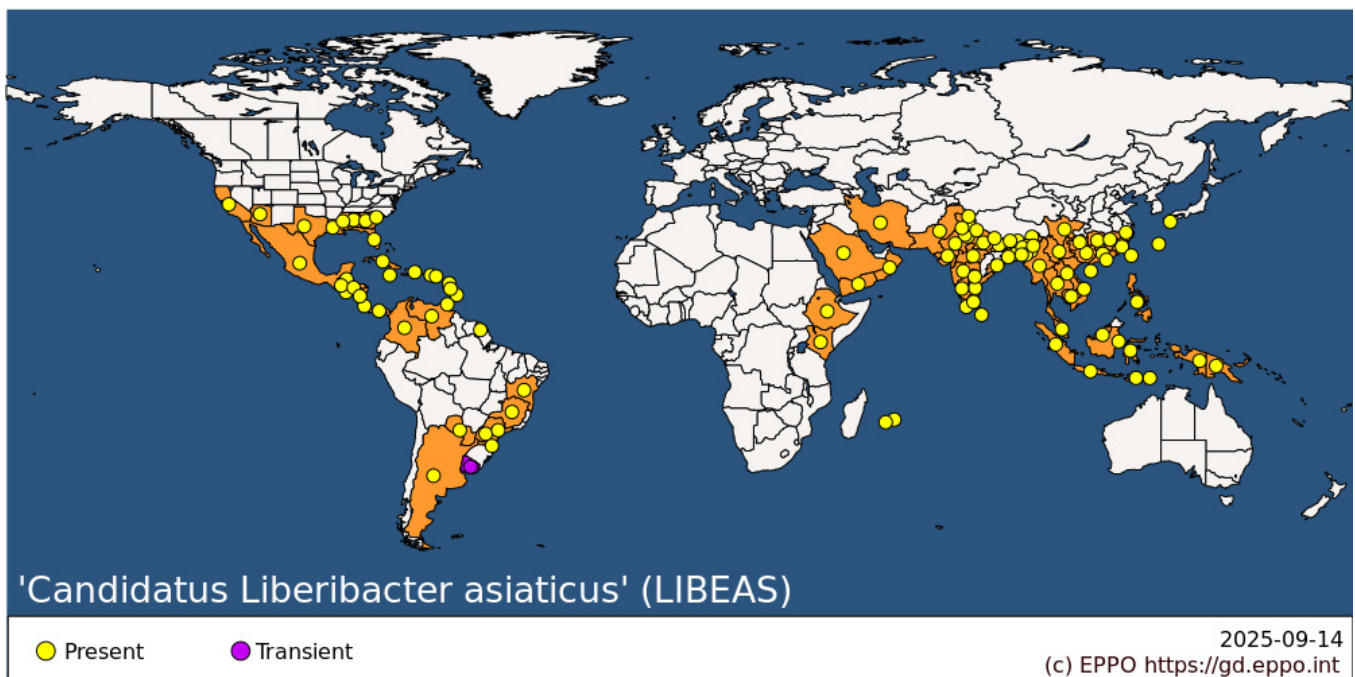 'Candidatus Liberibacter asiaticus' (LIBEAS)
Present
Transient
2025-09-14
(c) EPPO https://gd.eppo.int